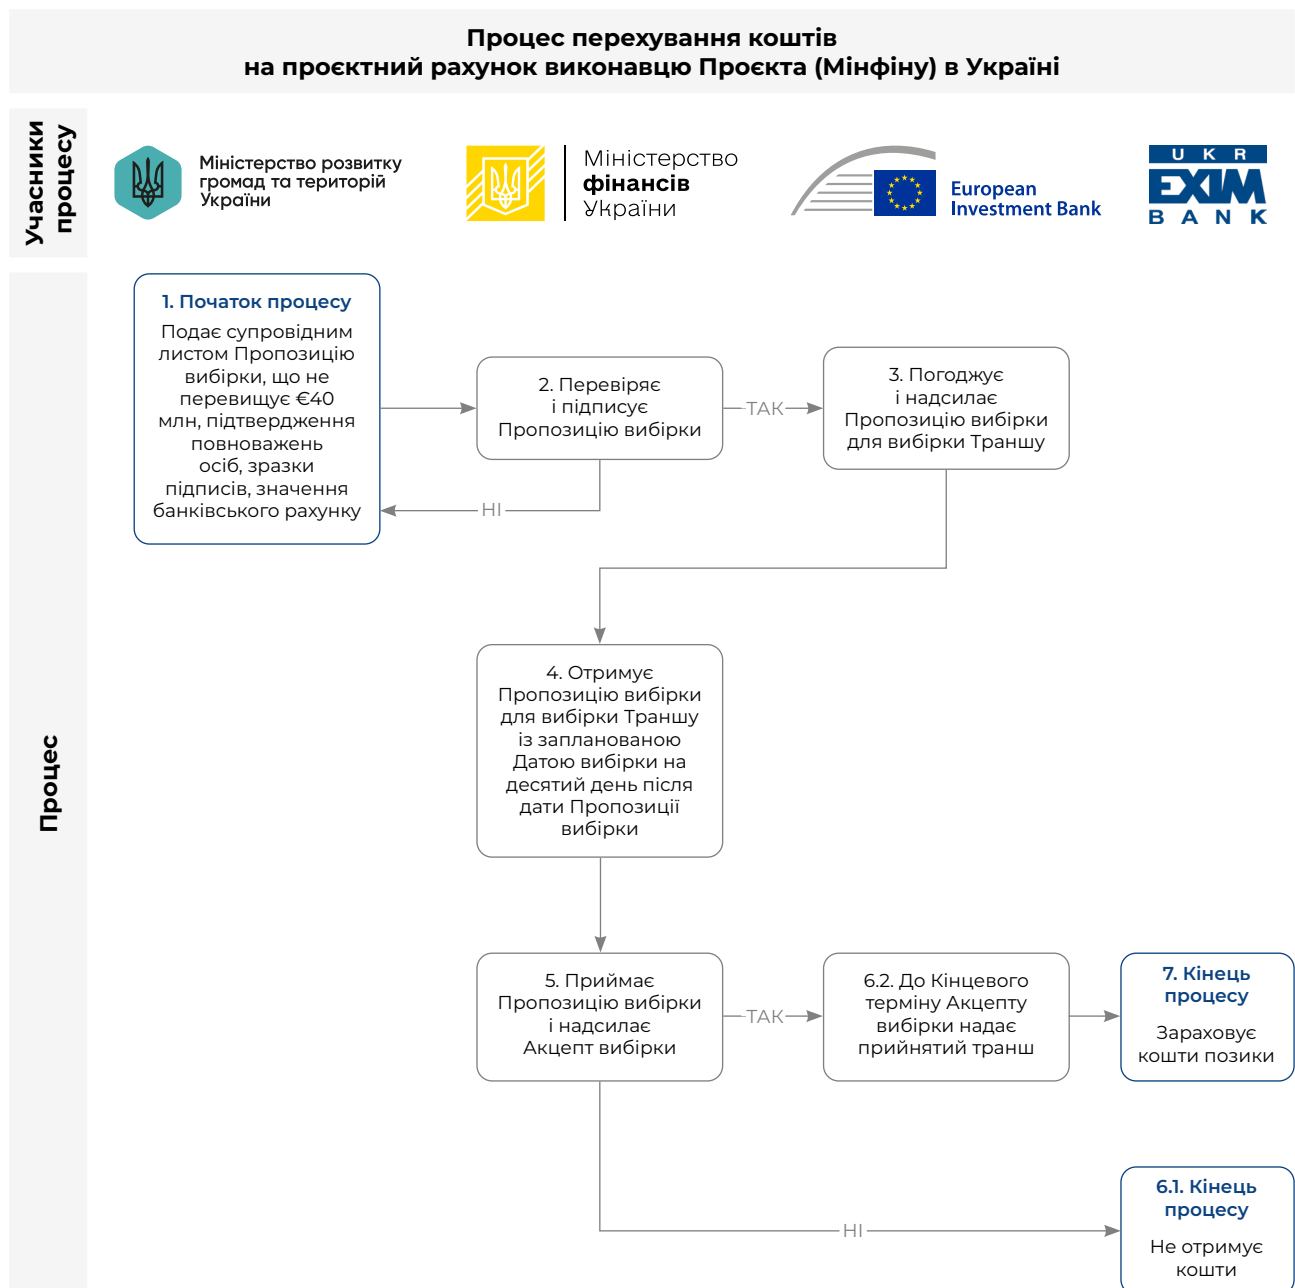 Процес перехування коштів
на проєктний рахунок виконавцю Проєкта (Мінфіну) в Україні
Учасники
процесу
Міністерство розвитку
громад та територій
України
Міністерство
фінансів
України
European
Investment Bank
UKR
EXIM
BANK
Процес
1. Початок процесу
Подає супровідним
листом Пропозицію
вибірки, що не
перевищує €40
млн, підтвердження
повноважень
осіб, зразки
підписів, значення
банківського рахунку
2. Перевіряє
і підписує
Пропозицію вибірки
ТАК
3. Погоджує
і надсилає
Пропозицію вибірки
для вибірки Траншу
НІ
4. Отримує
Пропозицію вибірки
для вибірки Траншу
із запланованою
Датою вибірки на
десятий день після
дати Пропозиції
вибірки
5. Приймає
Пропозицію вибірки
і надсилає
Акцепт вибірки
ТАК
6.2. До Кінцевого
терміну Акцепту
вибірки надає
прийнятий транш
7. Кінець
процесу
Зараховує
кошти позики
НІ
6.1. Кінець
процесу
Не отримує
кошти